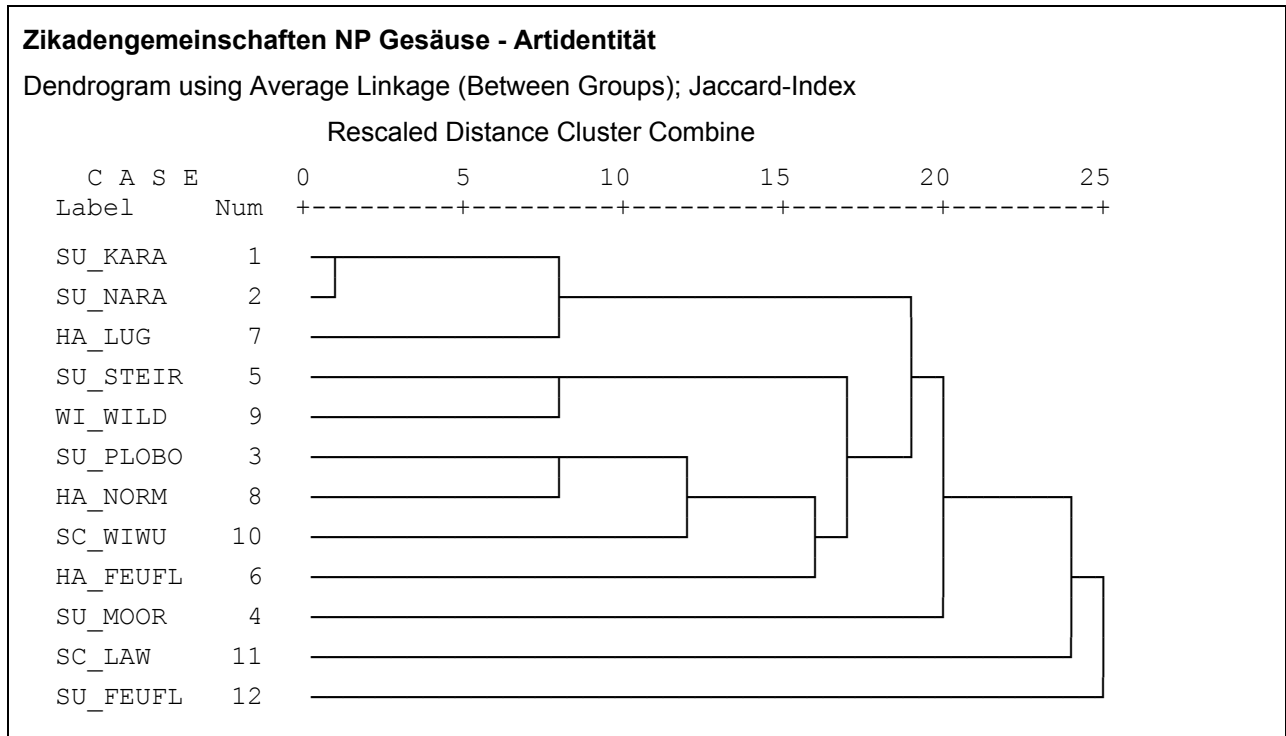 Zikadengemeinschaften NP Gesäuse - Artidentität
Dendrogram using Average Linkage (Between Groups); Jaccard-Index
Rescaled Distance Cluster Combine
C A S E 0 5 10 15 20 25
Label Num +---------+---------+---------+---------+---------+
SU_KARA 1
SU_NARA 2
HA_LUG 7
SU_STEIR 5
WI_WILD 9
SU_PLOBO 3
HA_NORM 8
SC_WIWU 10
HA_FEUFL 6
SU_MOOR 4
SC_LAW 11
SU_FEUFL 12